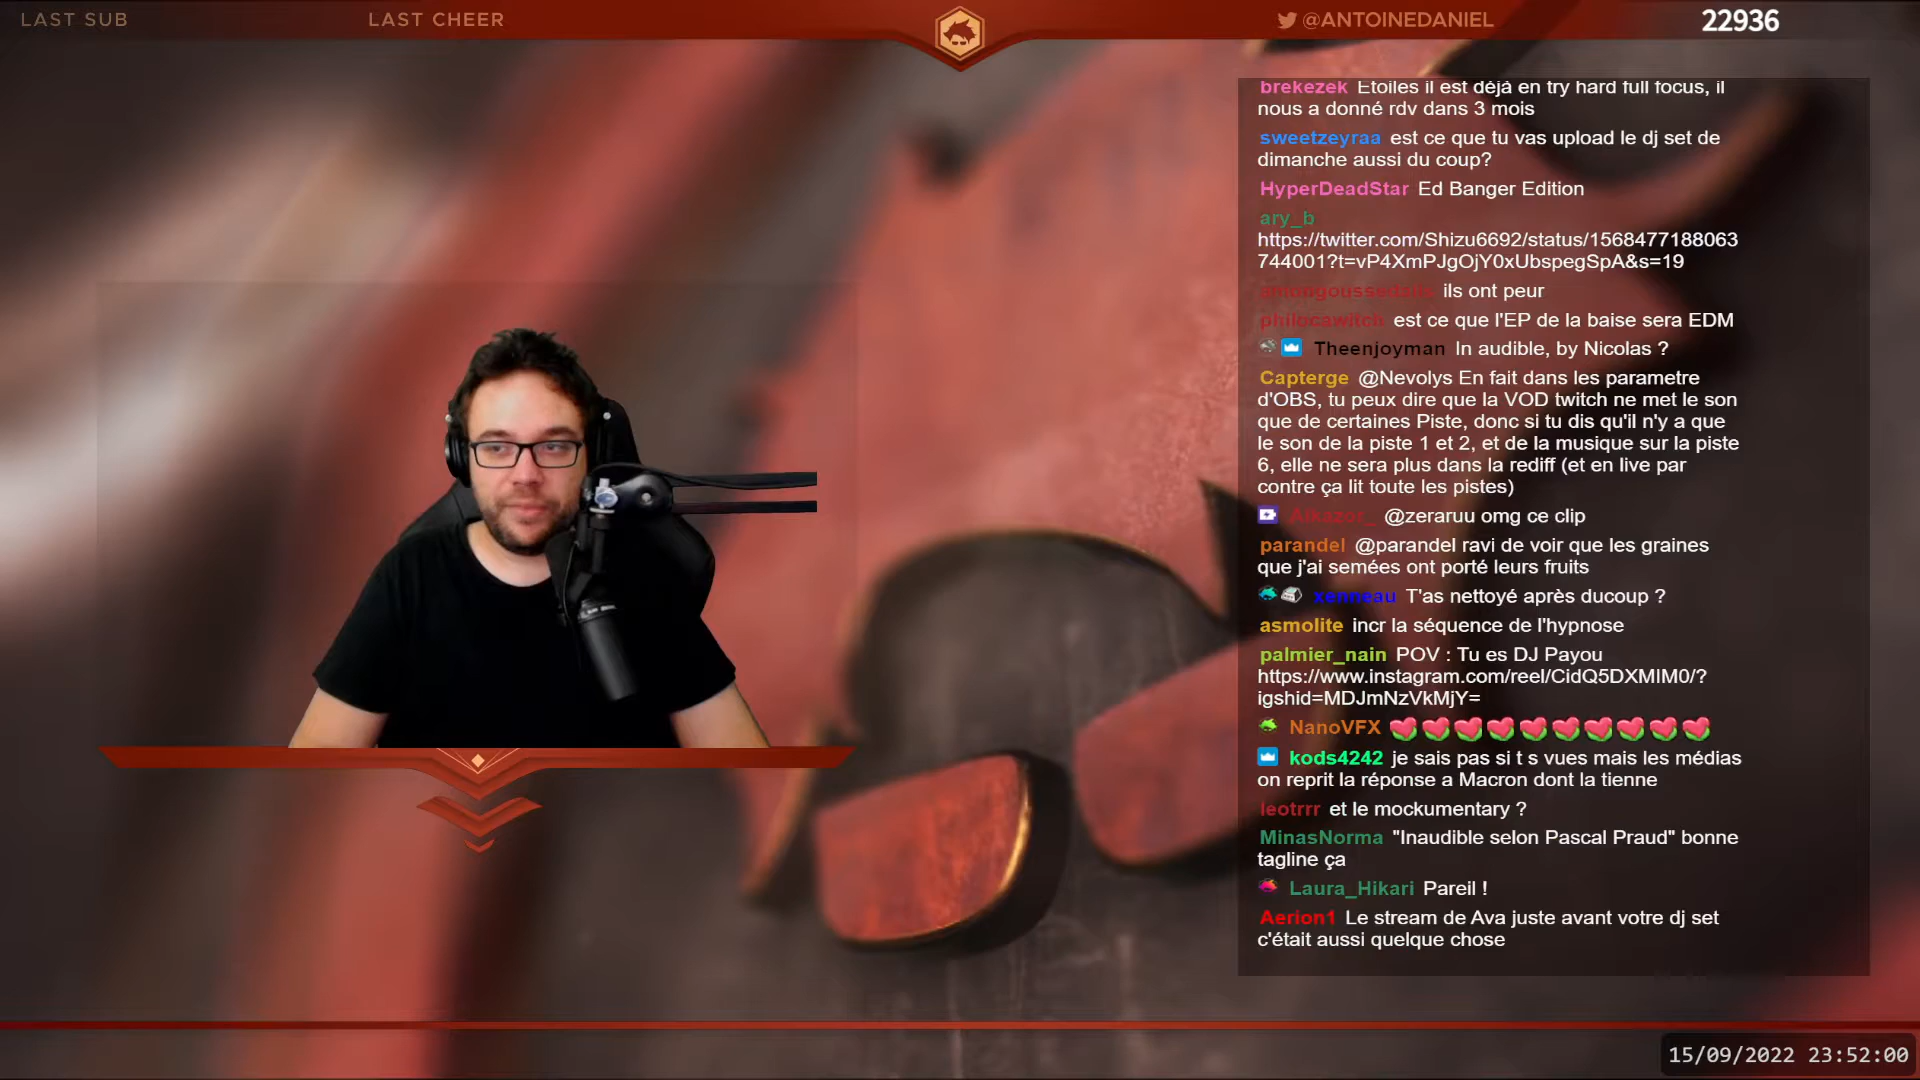 LAST SUB
LAST CHEER
@ANTOINEDANIEL
22936
brekezek Etoiles il est déjà en try hard full focus, il
nous a donné rdv dans 3 mois
sweetzeyraa est ce que tu vas upload le dj set de
dimanche aussi du coup?
HyperDeadStar Ed Banger Edition
ary_b
https://twitter.com/Shizu6692/status/1568477188063
744001?t=vP4XmPJgOjY0xUbspegSpA&s=19
ils ont peur
philocawitch est ce que l'EP de la baise sera EDM
Theenjoyman In audible, by Nicolas ?
Capterge @Nevolys En fait dans les parametre
d'OBS, tu peux dire que la VOD twitch ne met le son
que de certaines Piste, donc si tu dis qu'il n'y a que
le son de la piste 1 et 2, et de la musique sur la piste
6, elle ne sera plus dans la rediff (et en live par
contre ça lit toute les pistes)
Alkazor_ @zeraruu omg ce clip
parandel @parandel ravi de voir que les graines
que j'ai semées ont porté leurs fruits
xenneau T'as nettoyé après ducoup ?
asmolite incr la séquence de l'hypnose
palmier_nain POV : Tu es DJ Payou
https://www.instagram.com/reel/CidQ5DXMIM0/?
igshid=MDJmNzVkMjY=
NanoVFX
kods4242 je sais pas si t s vues mais les médias
on reprit la réponse a Macron dont la tienne
leotrrr et le mockumentary ?
MinasNorma "Inaudible selon Pascal Praud" bonne
tagline ça
Laura_Hikari Pareil !
Aerion1 Le stream de Ava juste avant votre dj set
c'était aussi quelque chose
15/09/2022 23:52:00